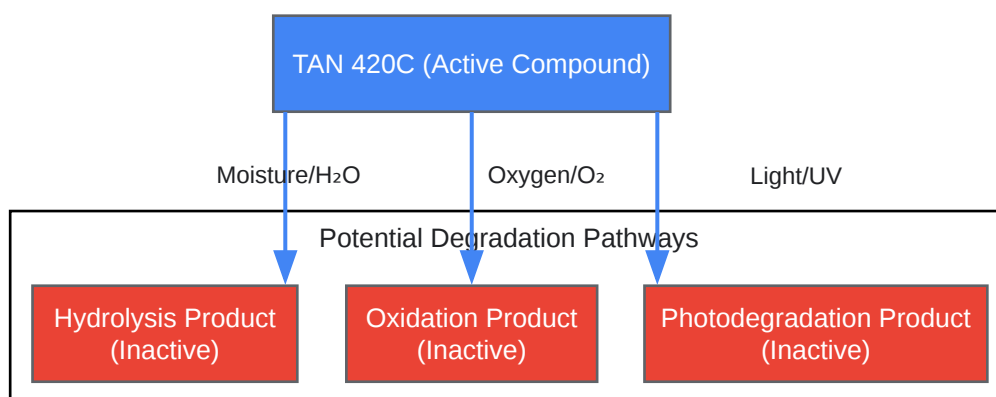 TAN 420C (Active Compound)
Moisture/H₂O
Oxygen/O₂
Light/UV
Potential Degradation Pathways
Hydrolysis Product
(Inactive)
Oxidation Product
(Inactive)
Photodegradation Product
(Inactive)